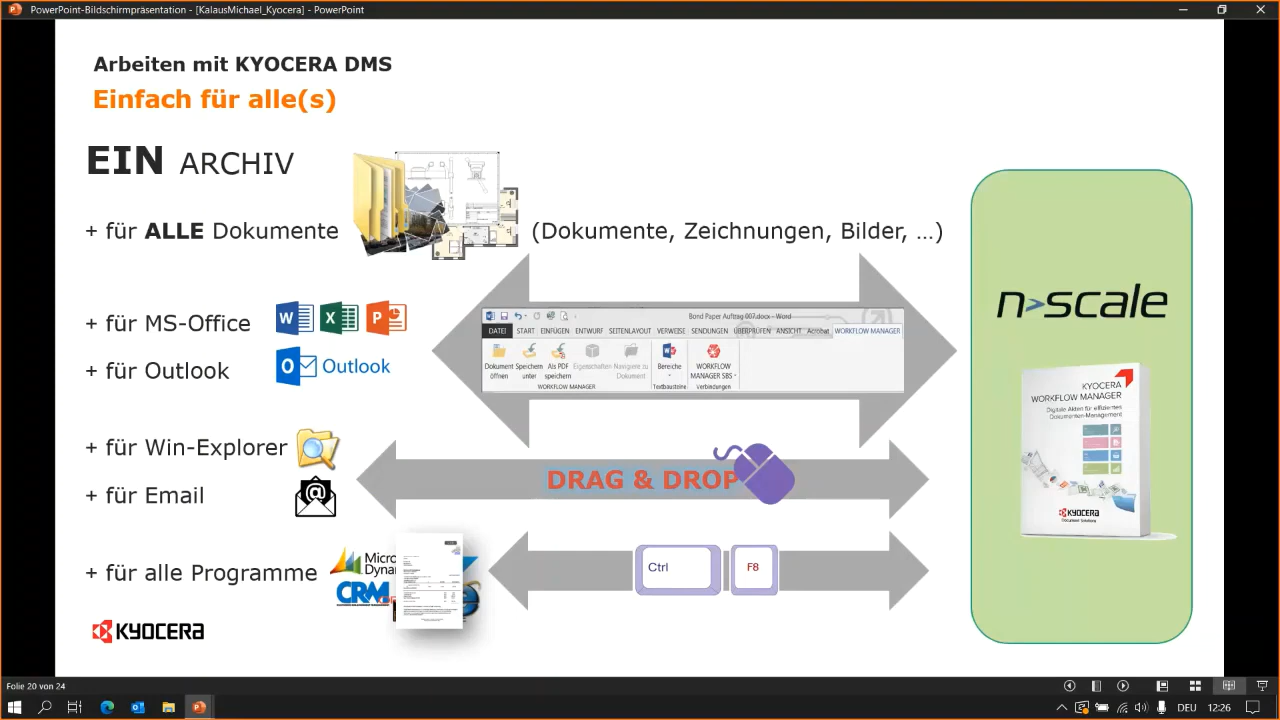 PowerPoint-Bildschirmpräsentation - [KalausMichael_Kyocera] - PowerPoint
Arbeiten mit KYOCERA DMS
Einfach für alle(s)
EIN ARCHIV
+ für ALLE Dokumente
(Dokumente, Zeichnungen, Bilder, ...)
+ für MS-Office
+ für Outlook
Outlook
Bond Paper Auftrag 007.docx - Word
DATEI START EINFÜGEN ENTWURF SEITENLAYOUT VERWEISE SENDUNGEN ÜBERPRÜFEN ANSICHT Acrobat WORKFLOW MANAGER
Dokument öffnen
Speichern unter
Als PDF speichern
Eigenschaften
Navigiere zu Dokument
Bereiche
WORKFLOW MANAGER SBS
WORKFLOW MANAGER
Textbausteine
Verbindungen
n>scale
KYOCERA
WORKFLOW MANAGER
Digitale Akten für effizientes
Dokumenten-Management
KYOCERA
Document Solutions
+ für Win-Explorer
+ für Email
DRAG & DROP
+ für alle Programme
Micro
Dyna
CRM
Ctrl
F8
KYOCERA
Folie 20 von 24
DEU
12:26